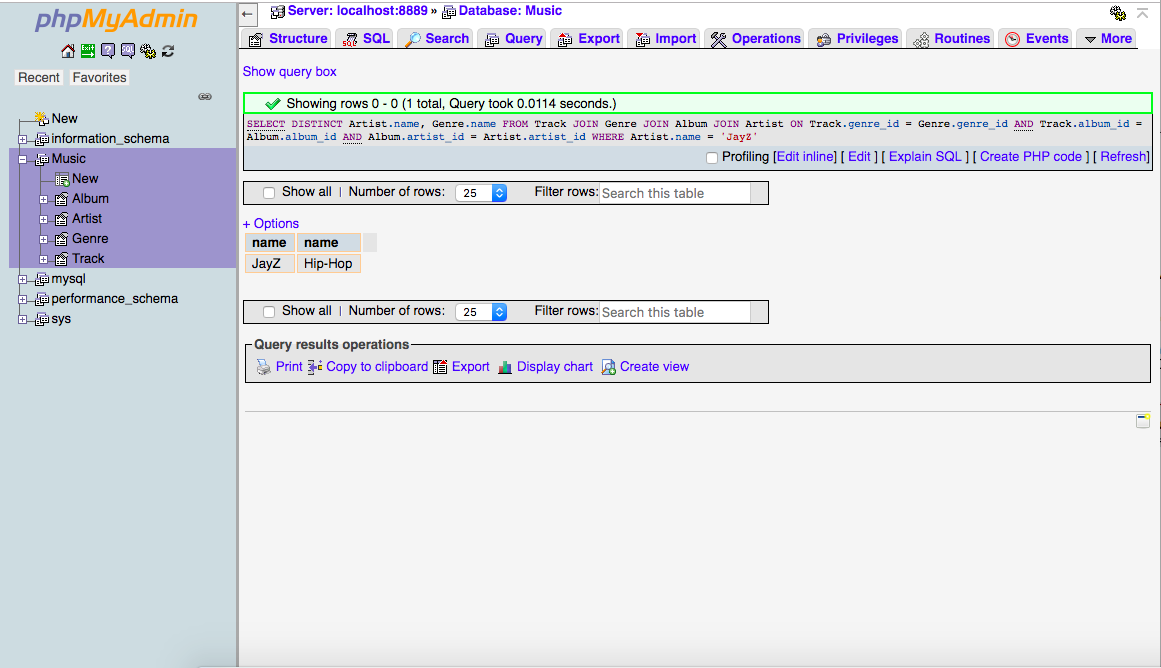 phpMyAdmin
Recent Favorites
New
information_schema
Music
New
Album
Artist
Genre
Track
mysql
performance_schema
sys
Server: localhost:8889 » Database: Music
Structure SQL Search Query Export Import Operations Privileges Routines Events More
Show query box
Showing rows 0 - 0 (1 total, Query took 0.0114 seconds.)
SELECT DISTINCT Artist.name, Genre.name FROM Track JOIN Genre JOIN Album JOIN Artist ON Track.genre_id = Genre.genre_id AND Track.album_id =
Album.album_id AND Album.artist_id = Artist.artist_id WHERE Artist.name = 'JayZ'
Profiling [Edit inline] [ Edit ] [ Explain SQL ] [ Create PHP code ] [ Refresh]
Show all | Number of rows: 25 Filter rows: Search this table
+ Options
name name
JayZ Hip-Hop
Show all | Number of rows: 25 Filter rows: Search this table
Query results operations
Print Copy to clipboard Export Display chart Create view